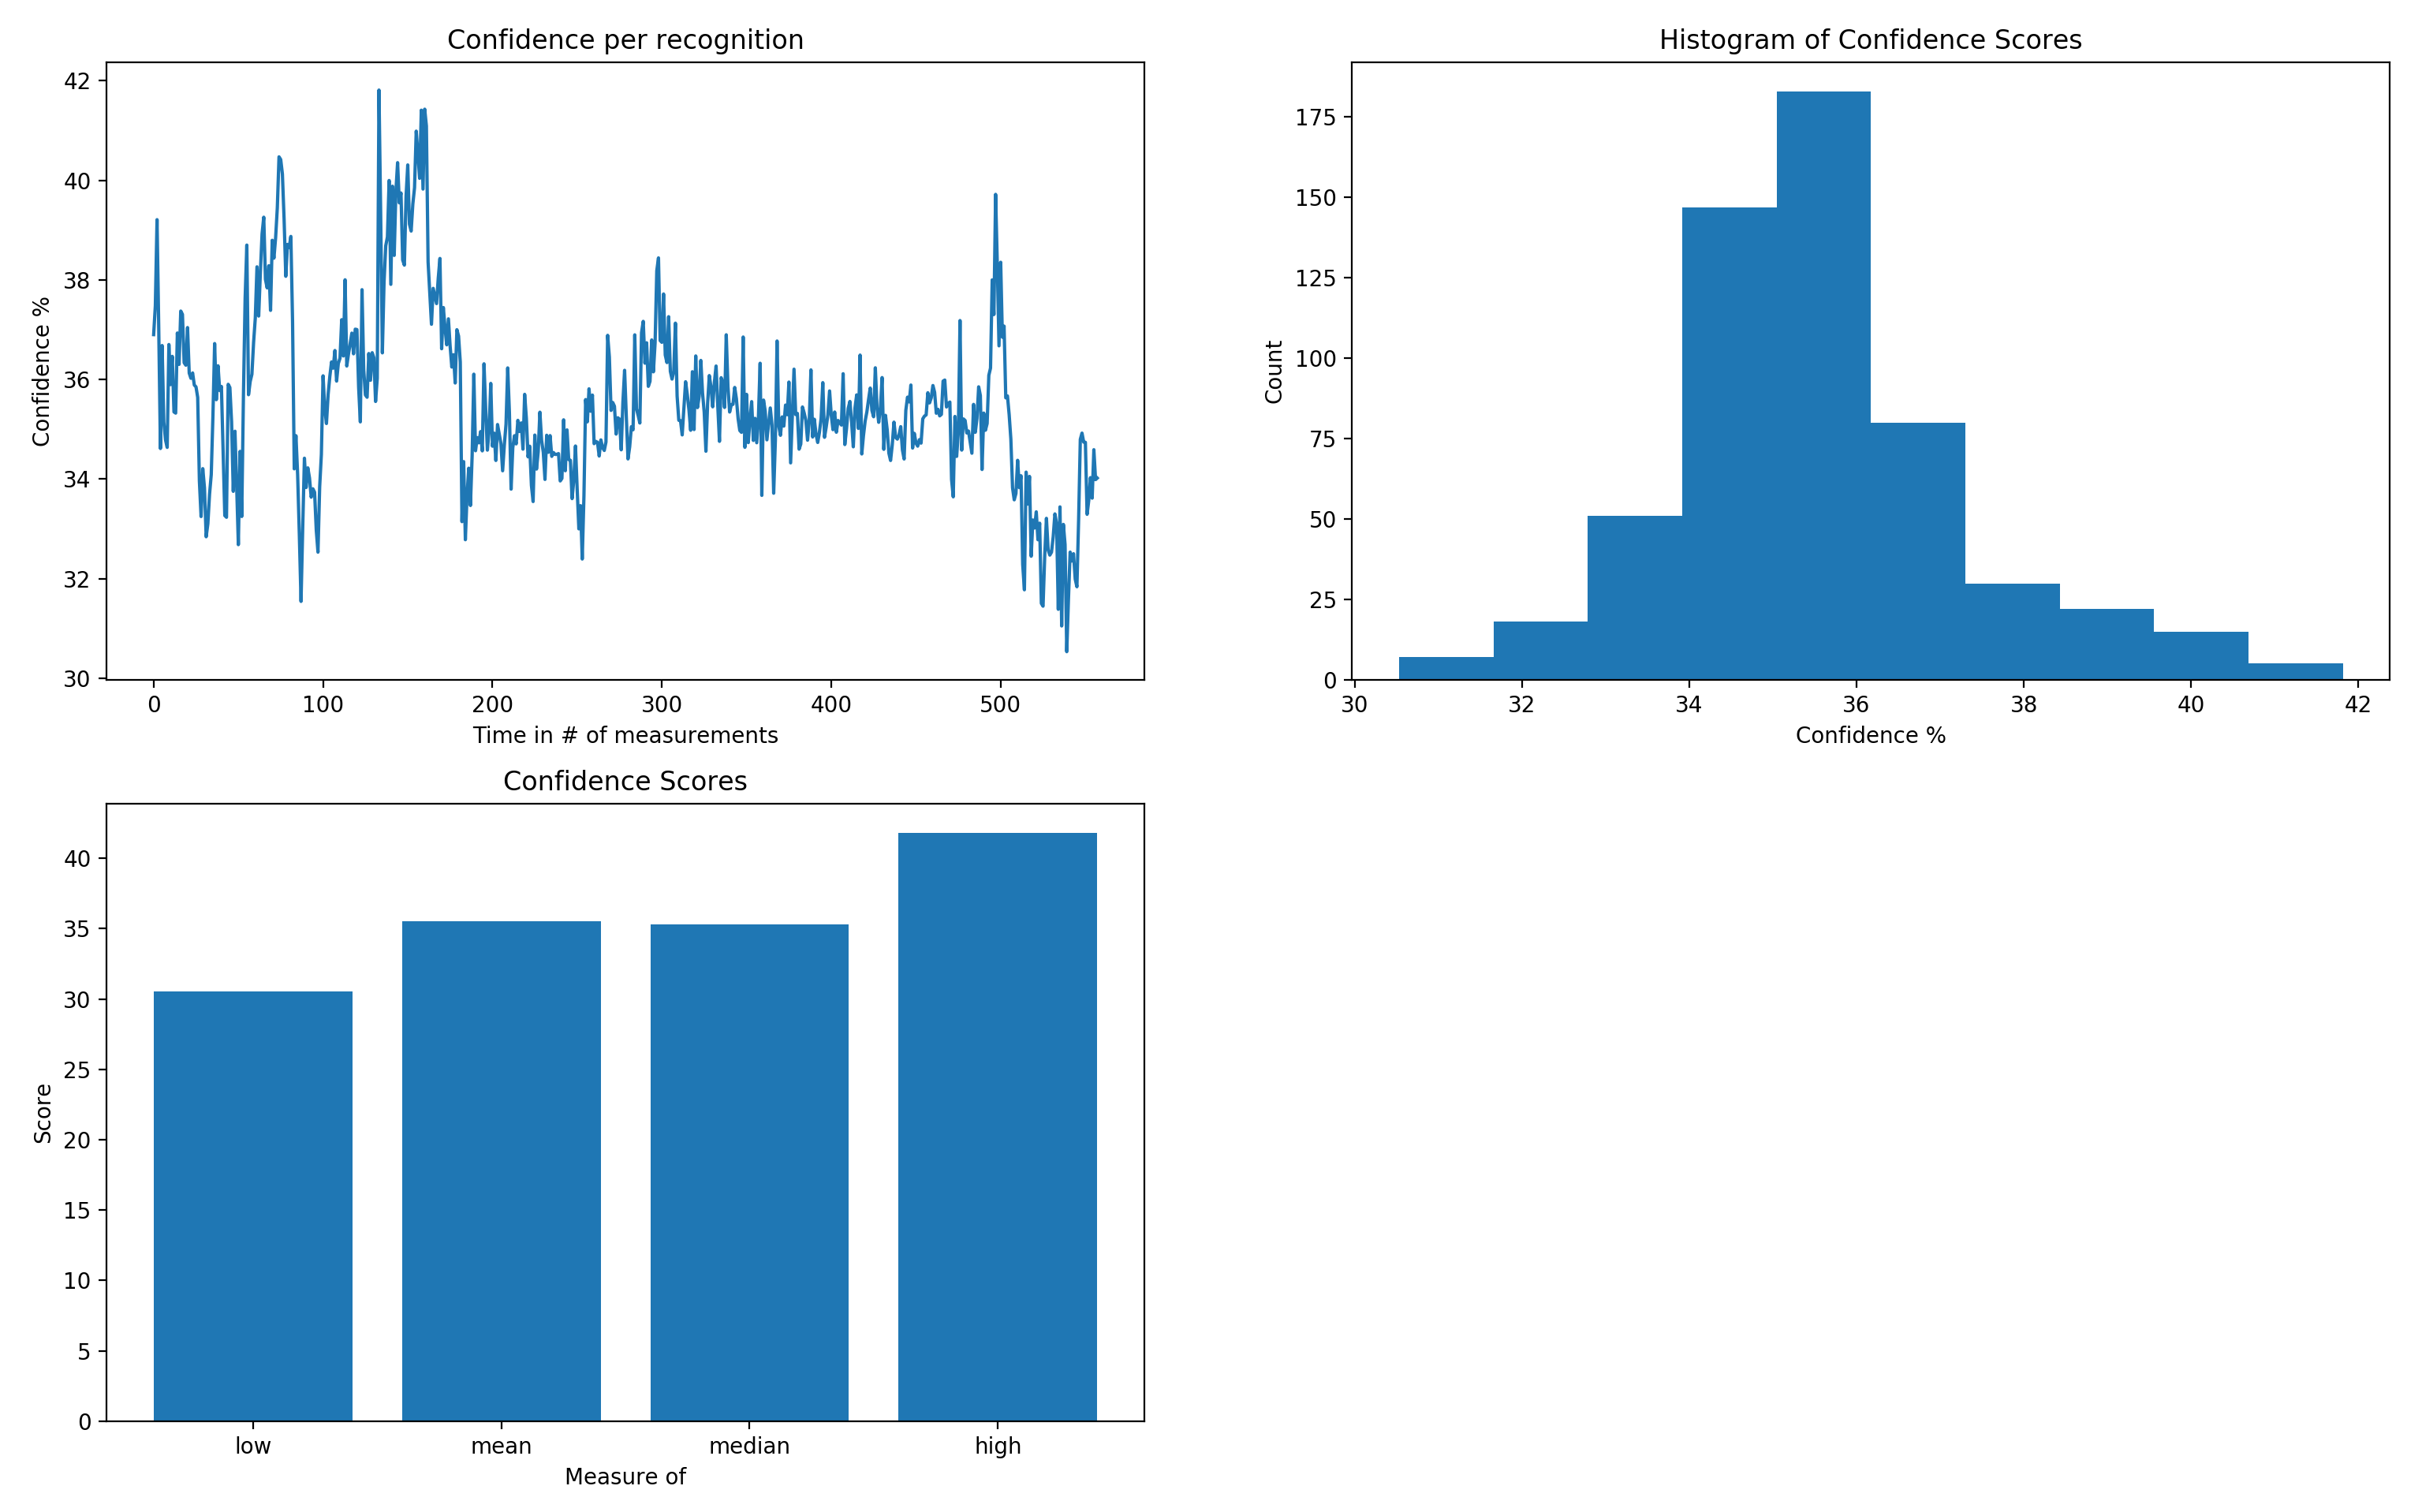 Confidence per recognition
42
40
38
36
34
32
30
Confidence %
0 100 200 300 400 500
Time in # of measurements
Histogram of Confidence Scores
175
150
125
100
75
50
25
0
Count
30 32 34 36 38 40 42
Confidence %
Confidence Scores
40
35
30
25
20
15
10
5
0
Score
low mean median high
Measure of